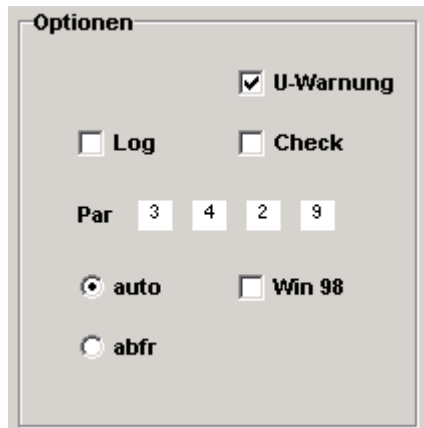 Optionen
U-Warnung
Log Check
Par 3 4 2 9
auto Win 98
abfr